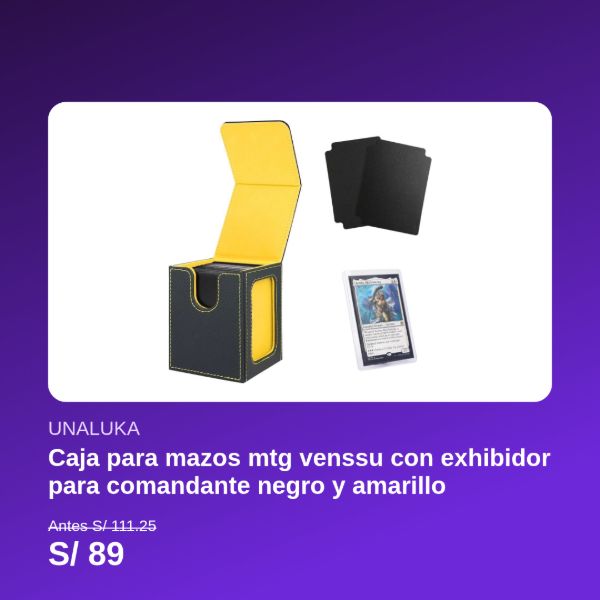 UNALUKA
Caja para mazos mtg venssu con exhibidor
para comandante negro y amarillo
Antes S/ 111.25
S/ 89